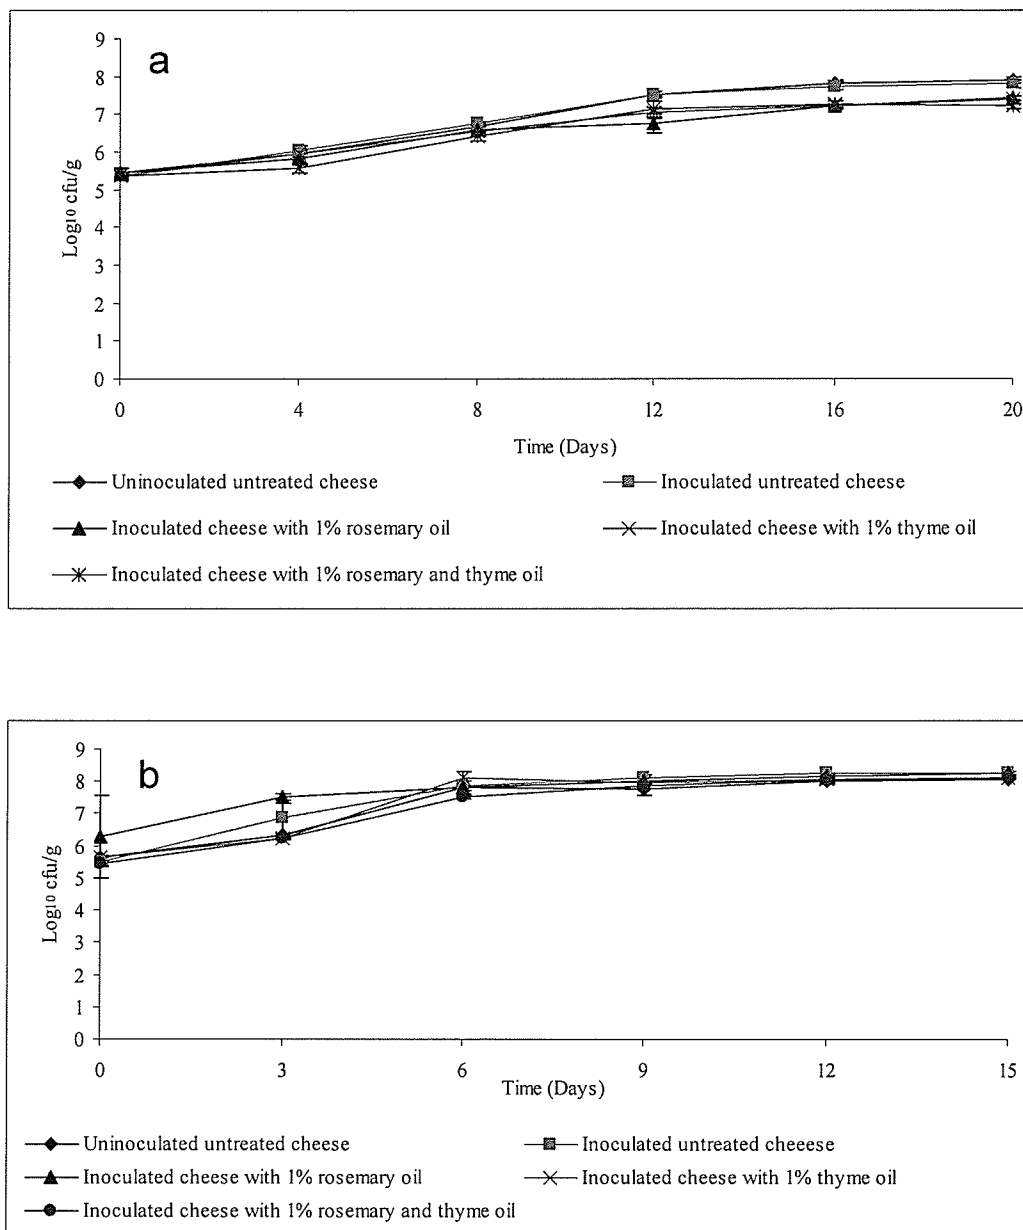 a
9
8
7
6
5
4
3
2
1
0
Log10 cfu/g
0 4 8 12 16 20
Time (Days)
Uninoculated untreated cheese
Inoculated untreated cheese
Inoculated cheese with 1% rosemary oil
Inoculated cheese with 1% thyme oil
Inoculated cheese with 1% rosemary and thyme oil
b
9
8
7
6
5
4
3
2
1
0
Log10 cfu/g
0 3 6 9 12 15
Time (Days)
Uninoculated untreated cheese
Inoculated untreated cheeese
Inoculated cheese with 1% rosemary oil
Inoculated cheese with 1% thyme oil
Inoculated cheese with 1% rosemary and thyme oil